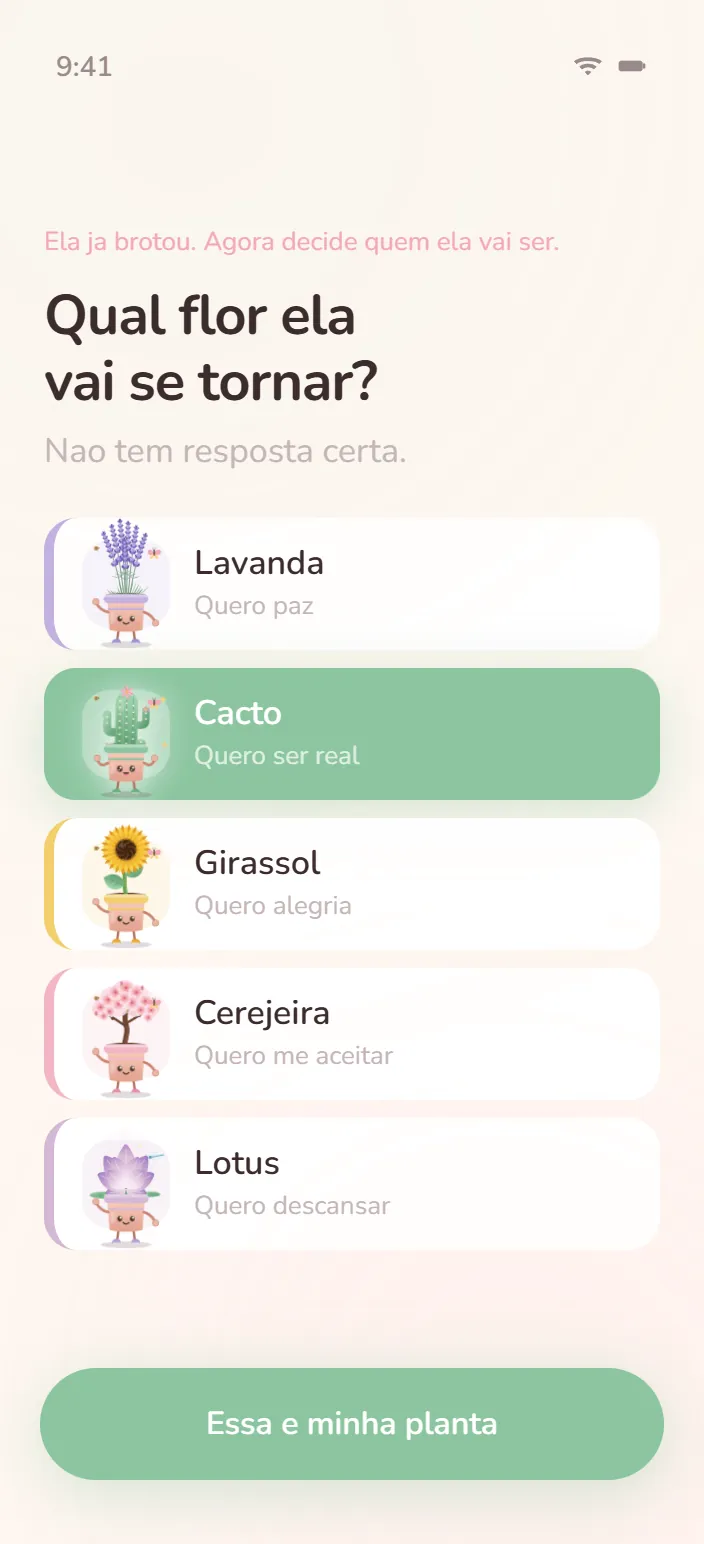 9:41
Ela ja brotou. Agora decide quem ela vai ser.
Qual flor ela
vai se tornar?
Nao tem resposta certa.
Lavanda
Quero paz
Cacto
Quero ser real
Girassol
Quero alegria
Cerejeira
Quero me aceitar
Lotus
Quero descansar
Essa e minha planta